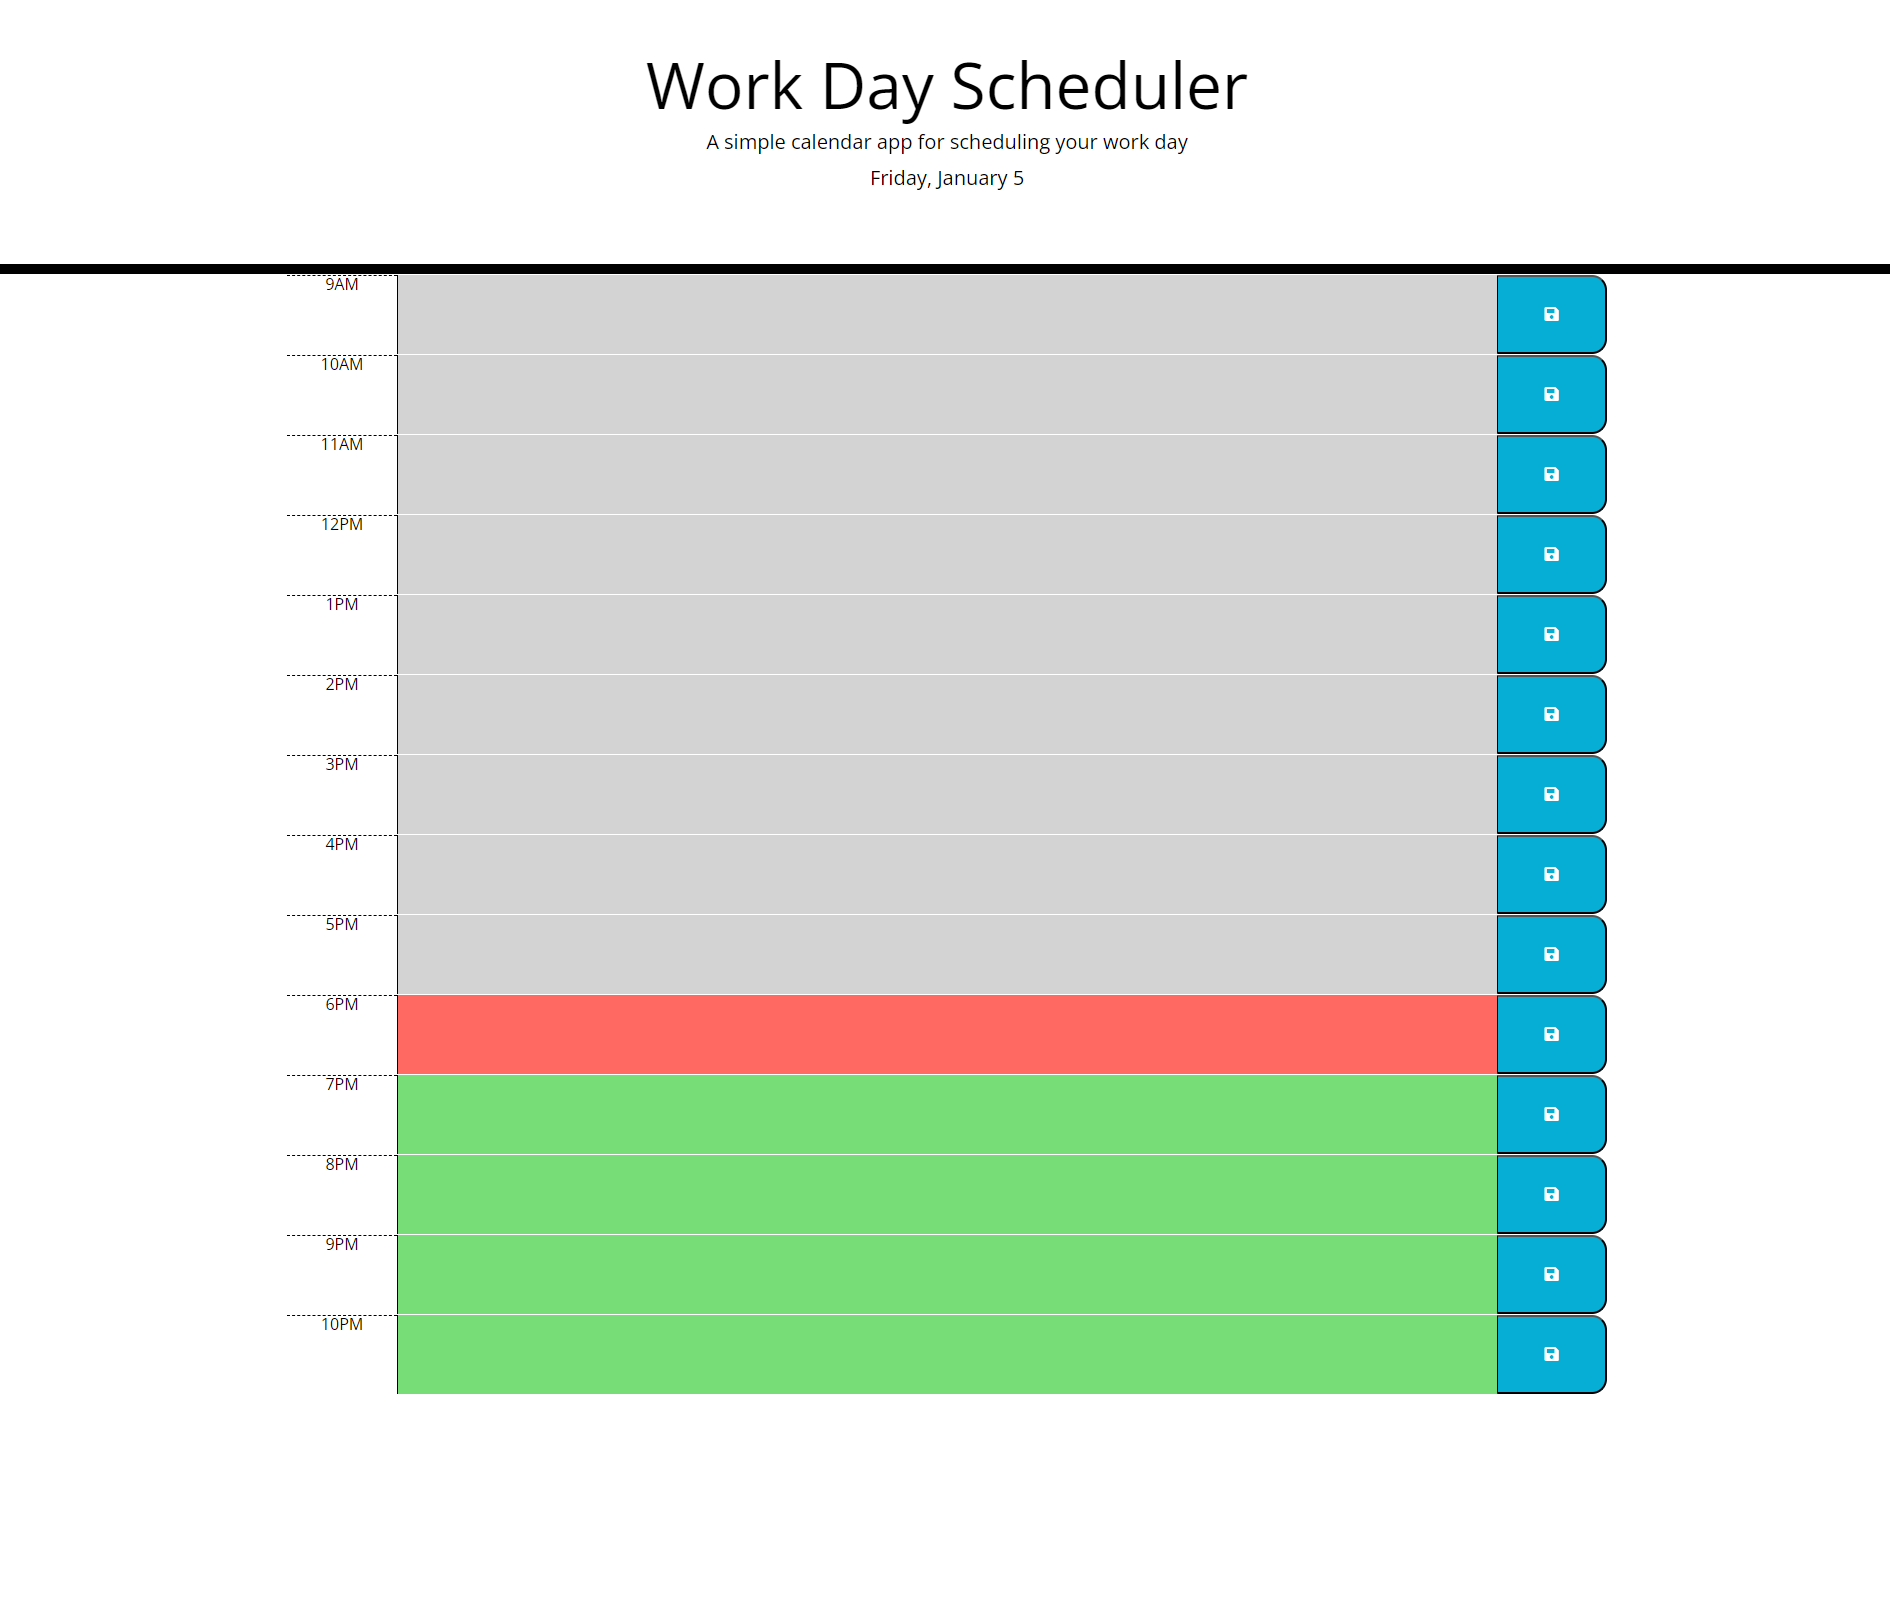 Work Day Scheduler
A simple calendar app for scheduling your work day
Friday, January 5
9AM
10AM
11AM
12PM
1PM
2PM
3PM
4PM
5PM
6PM
7PM
8PM
9PM
10PM